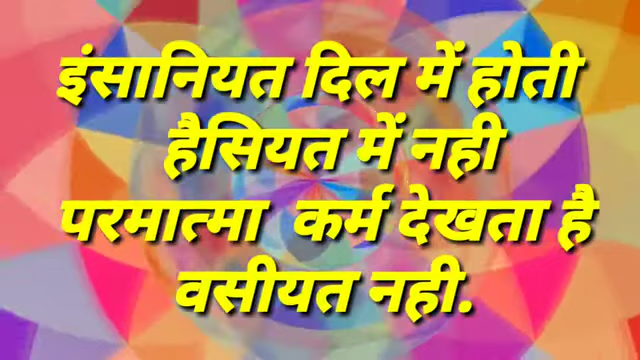 इंसानियत दिल में होती
हैसियत में नही
परमात्मा कर्म देखता है
वसीयत नही.